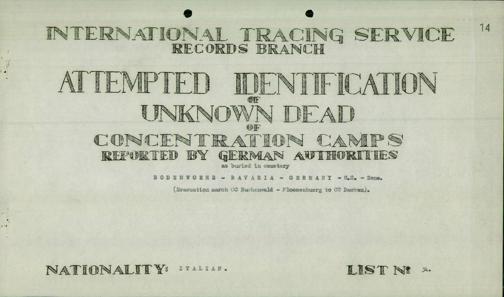 14
INTERNATIONAL TRACING SERVICE
RECORDS BRANCH
ATTEMPTED IDENTIFICATION
OF
UNKNOWN DEAD
OF
CONCENTRATION CAMPS
REPORTED BY GERMAN AUTHORITIES
as buried in cemetery
BODENWOEHR - BAVARIA - GERMANY - U.S. - Zone.
(Evacuation march CC Buchenwald - Flossenbuerg to CC Dachau).
NATIONALITY: ITALIAN.
LIST Nº